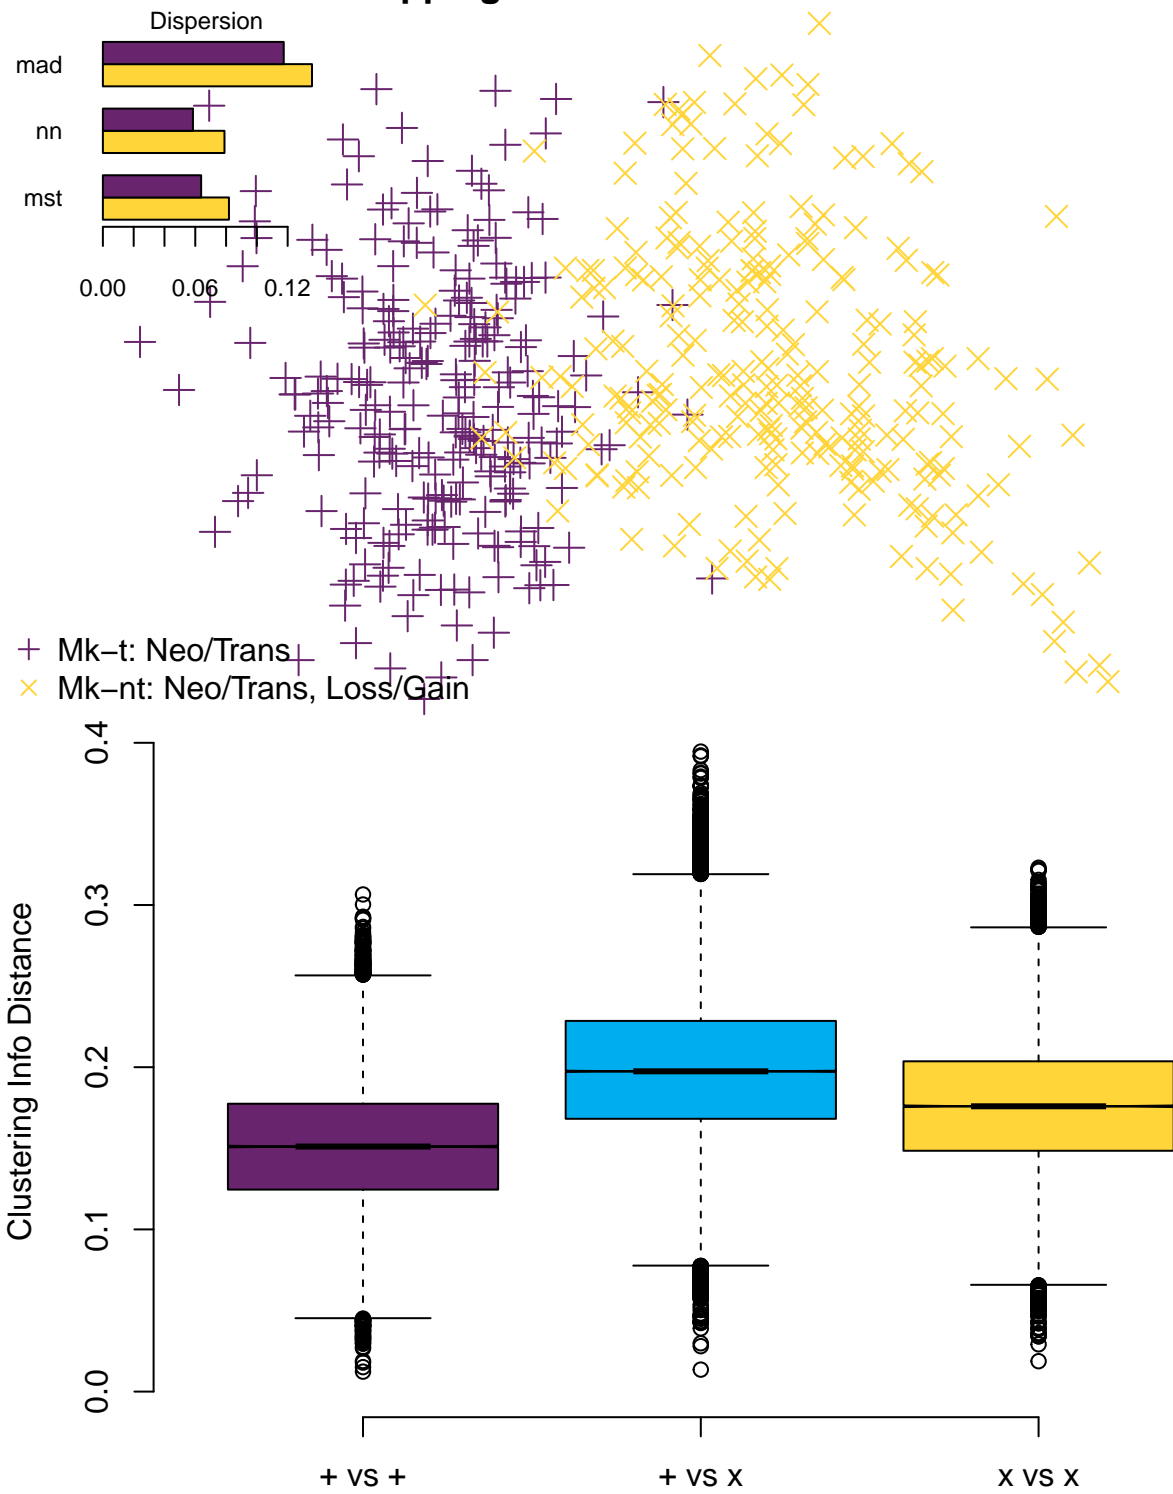 Dispersion
mad
nn
mst
0.00 0.06 0.12
Mk−t: Neo/Trans
Mk−nt: Neo/Trans, Loss/Gain
0.4
0.3
0.2
0.1
0.0
Clustering Info Distance
+ vs + + vs x x vs x